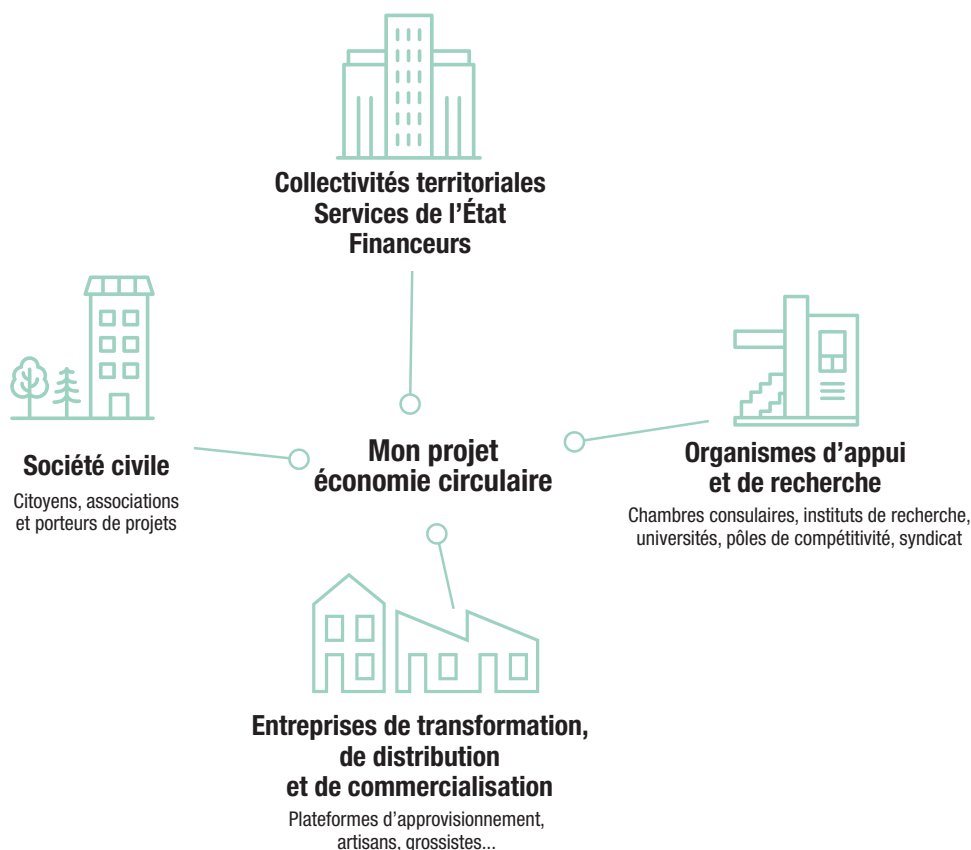 Collectivités territoriales
Services de l’État
Financeurs
Société civile
Citoyens, associations
et porteurs de projets
Mon projet
économie circulaire
Organismes d’appui
et de recherche
Chambres consulaires, instituts de recherche,
universités, pôles de compétitivité, syndicat
Entreprises de transformation,
de distribution
et de commercialisation
Plateformes d’approvisionnement,
artisans, grossistes...